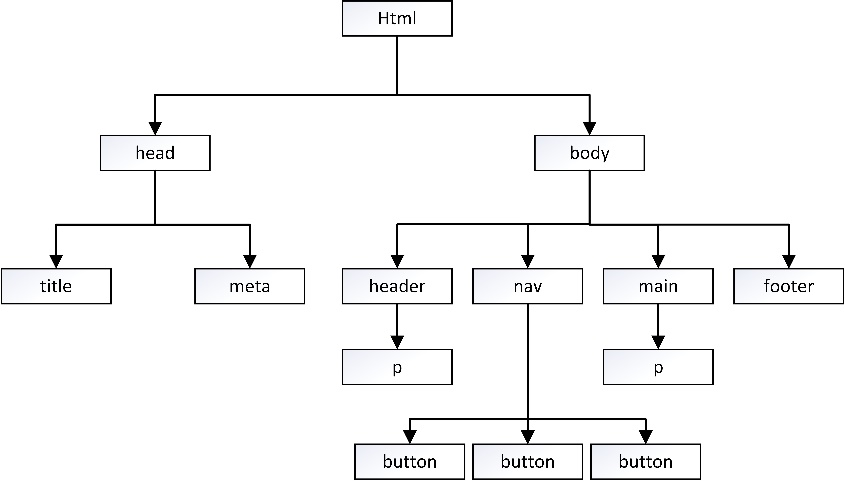 Html
head
body
title
meta
header
nav
main
footer
p
p
button
button
button